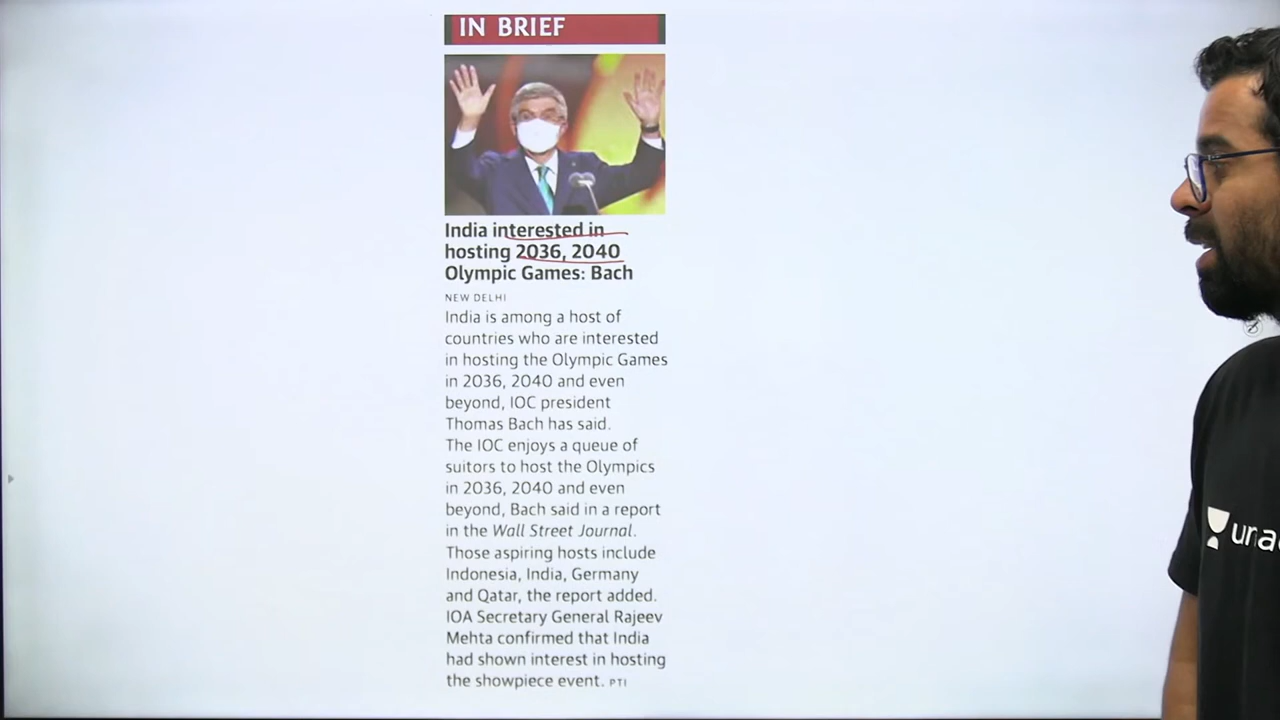 IN BRIEF
India interested in
hosting 2036, 2040
Olympic Games: Bach
NEW DELHI
India is among a host of
countries who are interested
in hosting the Olympic Games
in 2036, 2040 and even
beyond, IOC president
Thomas Bach has said.
The IOC enjoys a queue of
suitors to host the Olympics
in 2036, 2040 and even
beyond, Bach said in a report
in the Wall Street Journal.
Those aspiring hosts include
Indonesia, India, Germany
and Qatar, the report added.
IOA Secretary General Rajeev
Mehta confirmed that India
had shown interest in hosting
the showpiece event. PTI